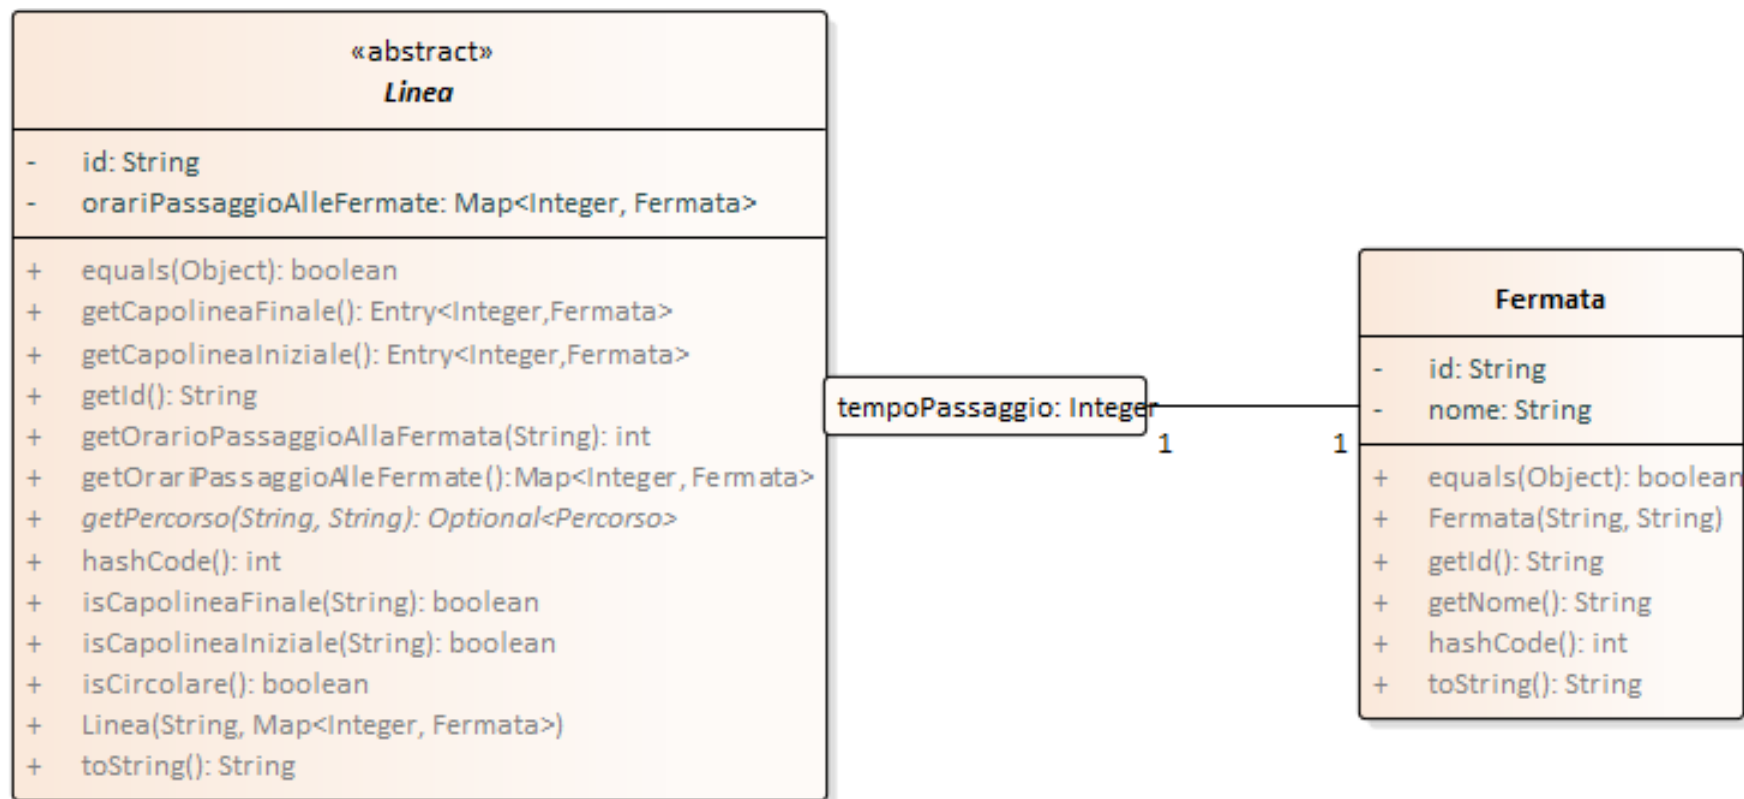 «abstract»
Linea
- id: String
- orariPassaggioAlleFermate: Map<Integer, Fermata>
+ equals(Object): boolean
+ getCapolineaFinale(): Entry<Integer,Fermata>
+ getCapolineaIniziale(): Entry<Integer,Fermata>
+ getId(): String
+ getOrarioPassaggioAllaFermata(String): int
+ getOrariPassaggioAlleFermate():Map<Integer, Fermata>
+ getPercorso(String, String): Optional<Percorso>
+ hashCode(): int
+ isCapolineaFinale(String): boolean
+ isCapolineaIniziale(String): boolean
+ isCircolare(): boolean
+ Linea(String, Map<Integer, Fermata>)
+ toString(): String
tempoPassaggio: Integer
1 1
Fermata
- id: String
- nome: String
+ equals(Object): boolean
+ Fermata(String, String)
+ getId(): String
+ getNome(): String
+ hashCode(): int
+ toString(): String